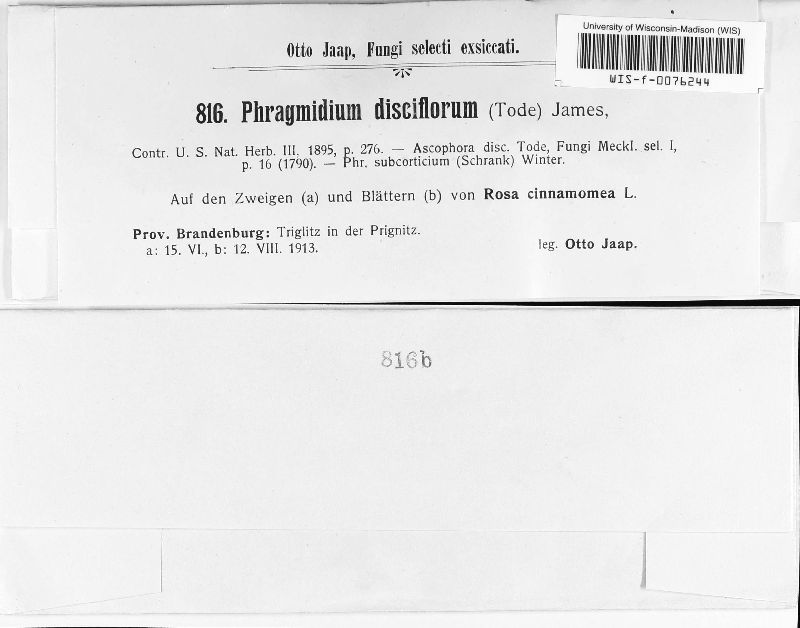 University of Wisconsin-Madison (WIS)
WIS-f-0076244
Otto Jaap, Fungi selecti exsiccati.
816. Phragmidium disciflorum (Tode) James,
Contr. U. S. Nat. Herb. III, 1895, p. 276. — Ascophora disc. Tode, Fungi Meckl. sel. I,
p. 16 (1790). — Phr. subcorticium (Schrank) Winter.
Auf den Zweigen (a) und Blättern (b) von Rosa cinnamomea L.
Prov. Brandenburg: Triglitz in der Prignitz.
a: 15. VI., b: 12. VIII. 1913.
leg. Otto Jaap.
816b